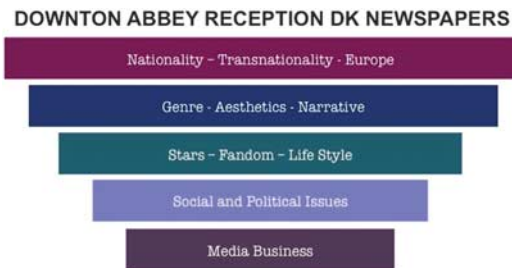 DOWNTON ABBEY RECEPTION DK NEWSPAPERS
Nationality – Transnationality - Europe
Genre - Aesthetics - Narrative
Stars – Fandom – Life Style
Social and Political Issues
Media Business